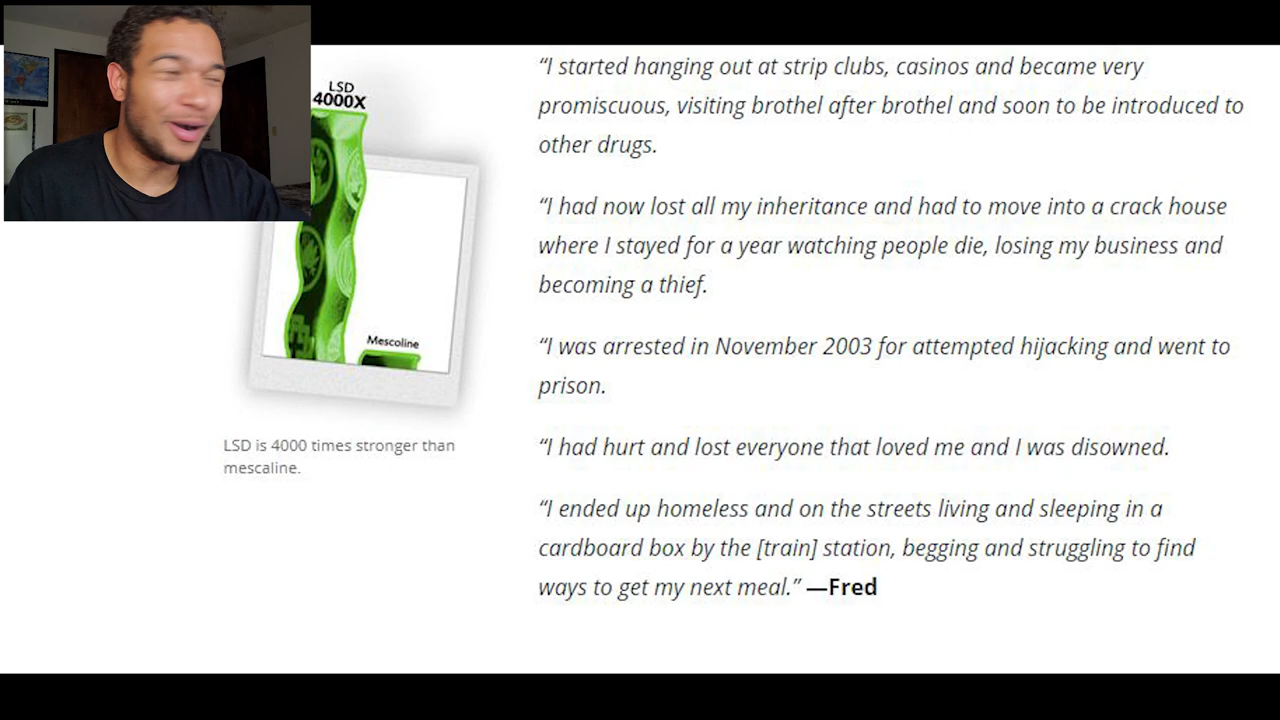 LSD
4000X
Mescoline
LSD is 4000 times stronger than
mescaline.
“I started hanging out at strip clubs, casinos and became very
promiscuous, visiting brothel after brothel and soon to be introduced to
other drugs.
“I had now lost all my inheritance and had to move into a crack house
where I stayed for a year watching people die, losing my business and
becoming a thief.
“I was arrested in November 2003 for attempted hijacking and went to
prison.
“I had hurt and lost everyone that loved me and I was disowned.
“I ended up homeless and on the streets living and sleeping in a
cardboard box by the [train] station, begging and struggling to find
ways to get my next meal.” —Fred